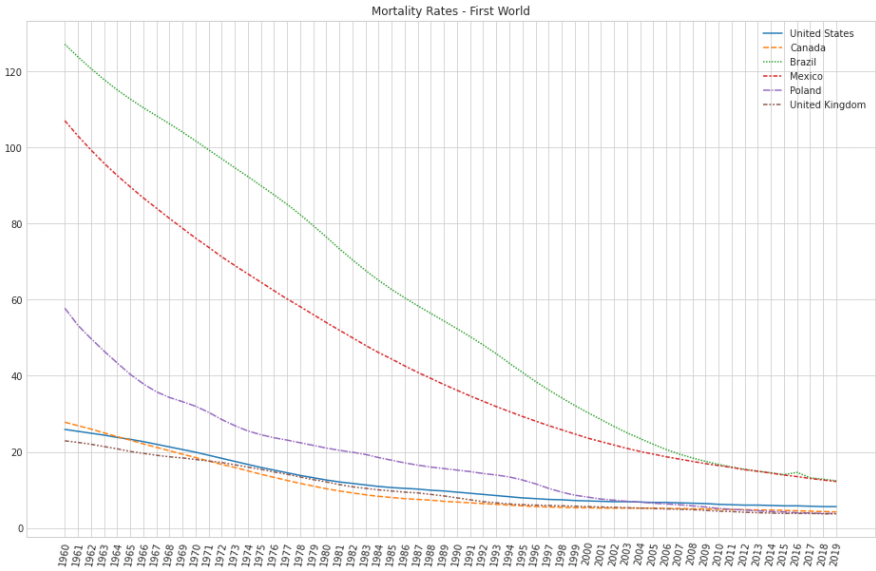 Mortality Rates - First World
United States
Canada
Brazil
Mexico
Poland
United Kingdom
120
100
80
60
40
20
0
1960 1961 1962 1963 1964 1965 1966 1967 1968 1969 1970 1971 1972 1973 1974 1975 1976 1977 1978 1979 1980 1981 1982 1983 1984 1985 1986 1987 1988 1989 1990 1991 1992 1993 1994 1995 1996 1997 1998 1999 2000 2001 2002 2003 2004 2005 2006 2007 2008 2009 2010 2011 2012 2013 2014 2015 2016 2017 2018 2019